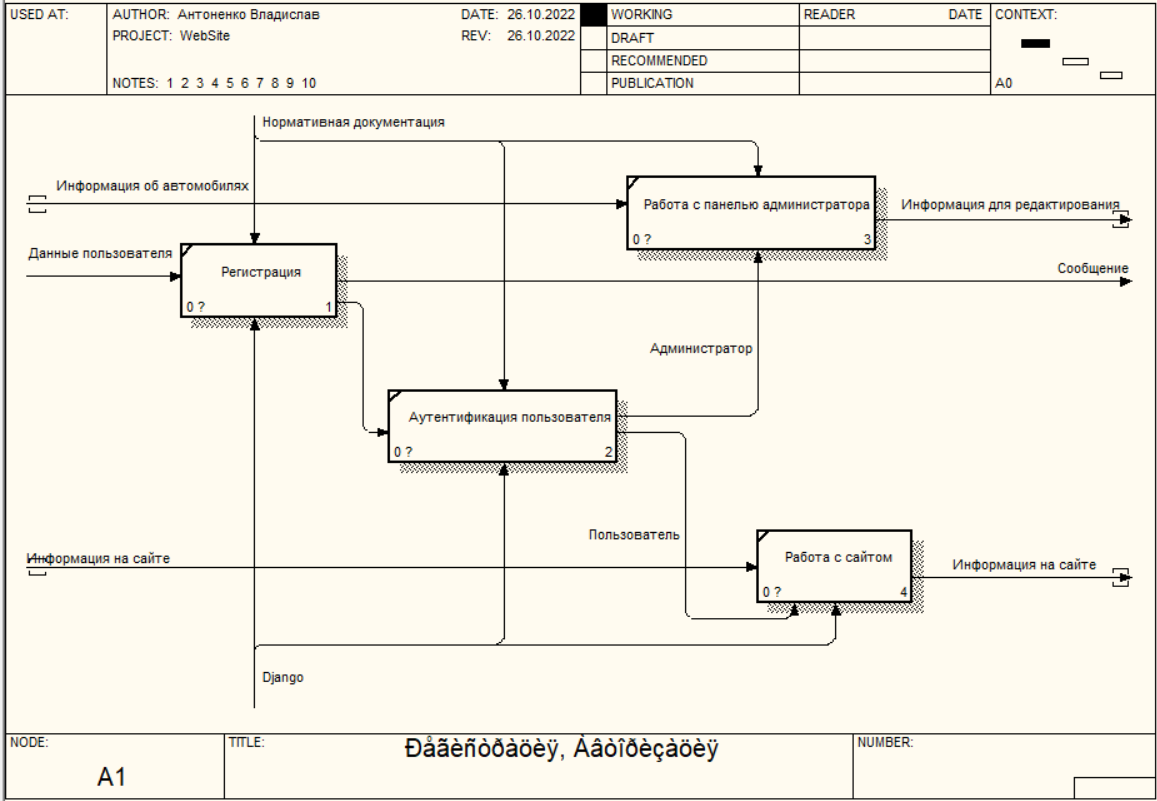 USED AT:
AUTHOR: Антоненко Владислав
DATE: 26.10.2022
PROJECT: WebSite
REV: 26.10.2022
NOTES: 1 2 3 4 5 6 7 8 9 10
WORKING
DRAFT
RECOMMENDED
PUBLICATION
READER
DATE
CONTEXT:
A0
Нормативная документация
Информация об автомобилях
Работа с панелью администратора
0 ?
3
Информация для редактирования
Данные пользователя
Регистрация
0 ?
1
Сообщение
Администратор
Аутентификация пользователя
0 ?
2
Пользователь
Информация на сайте
Работа с сайтом
0 ?
4
Информация на сайте
Django
NODE:
A1
TITLE:
Ðåãèñòðàöèÿ, Àâòîðèçàöèÿ
NUMBER: